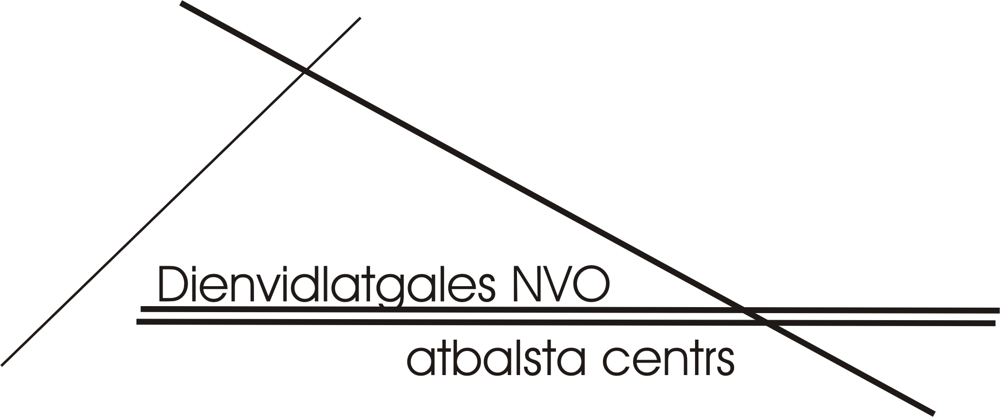 Dienvidlatgales NVO
atbalsta centrs